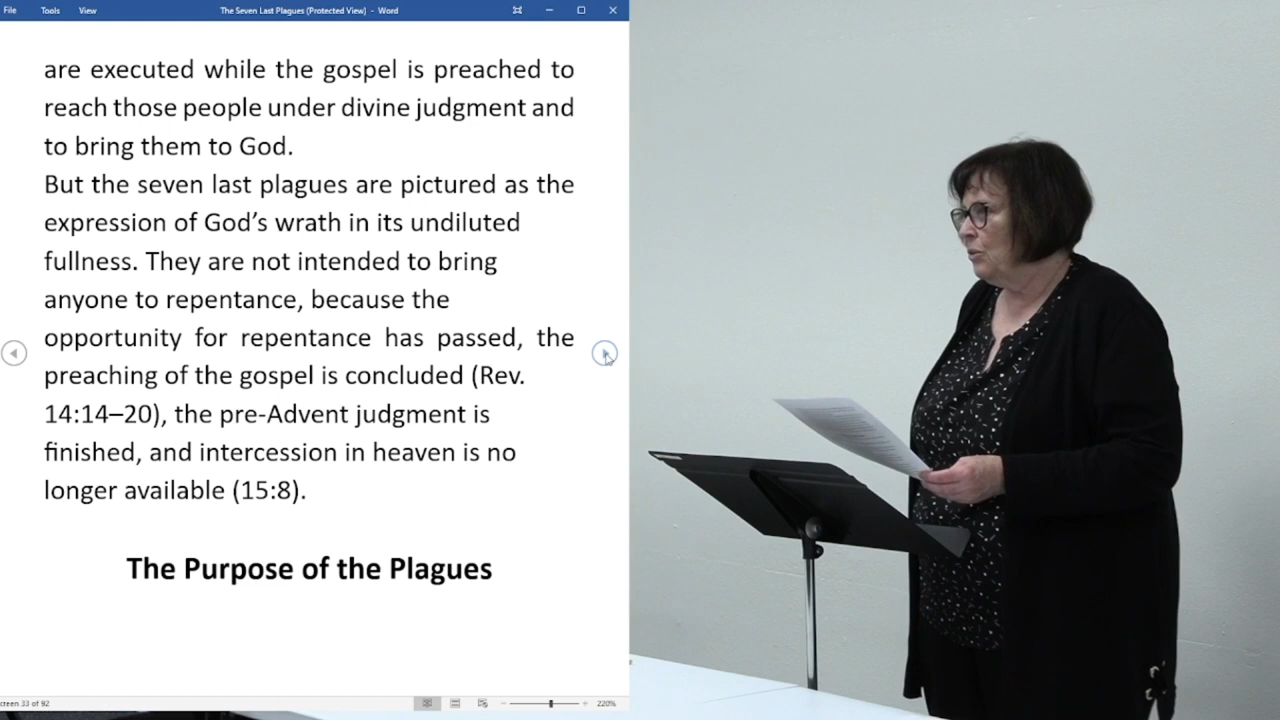 File Tools View The Seven Last Plagues (Protected View) - Word
are executed while the gospel is preached to
reach those people under divine judgment and
to bring them to God.
But the seven last plagues are pictured as the
expression of God’s wrath in its undiluted
fullness. They are not intended to bring
anyone to repentance, because the
opportunity for repentance has passed, the
preaching of the gospel is concluded (Rev.
14:14–20), the pre-Advent judgment is
finished, and intercession in heaven is no
longer available (15:8).
The Purpose of the Plagues
creen 33 of 92 220%